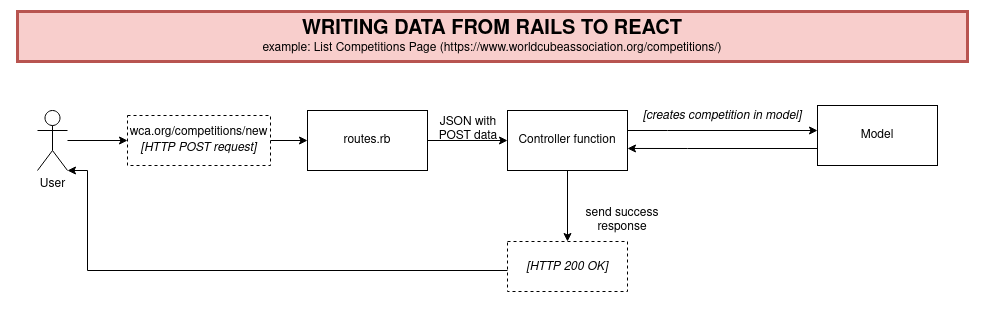 WRITING DATA FROM RAILS TO REACT
example: List Competitions Page (https://www.worldcubeassociation.org/competitions/)
User
wca.org/competitions/new
[HTTP POST request]
routes.rb
JSON with
POST data
Controller function
[creates competition in model]
Model
send success
response
[HTTP 200 OK]